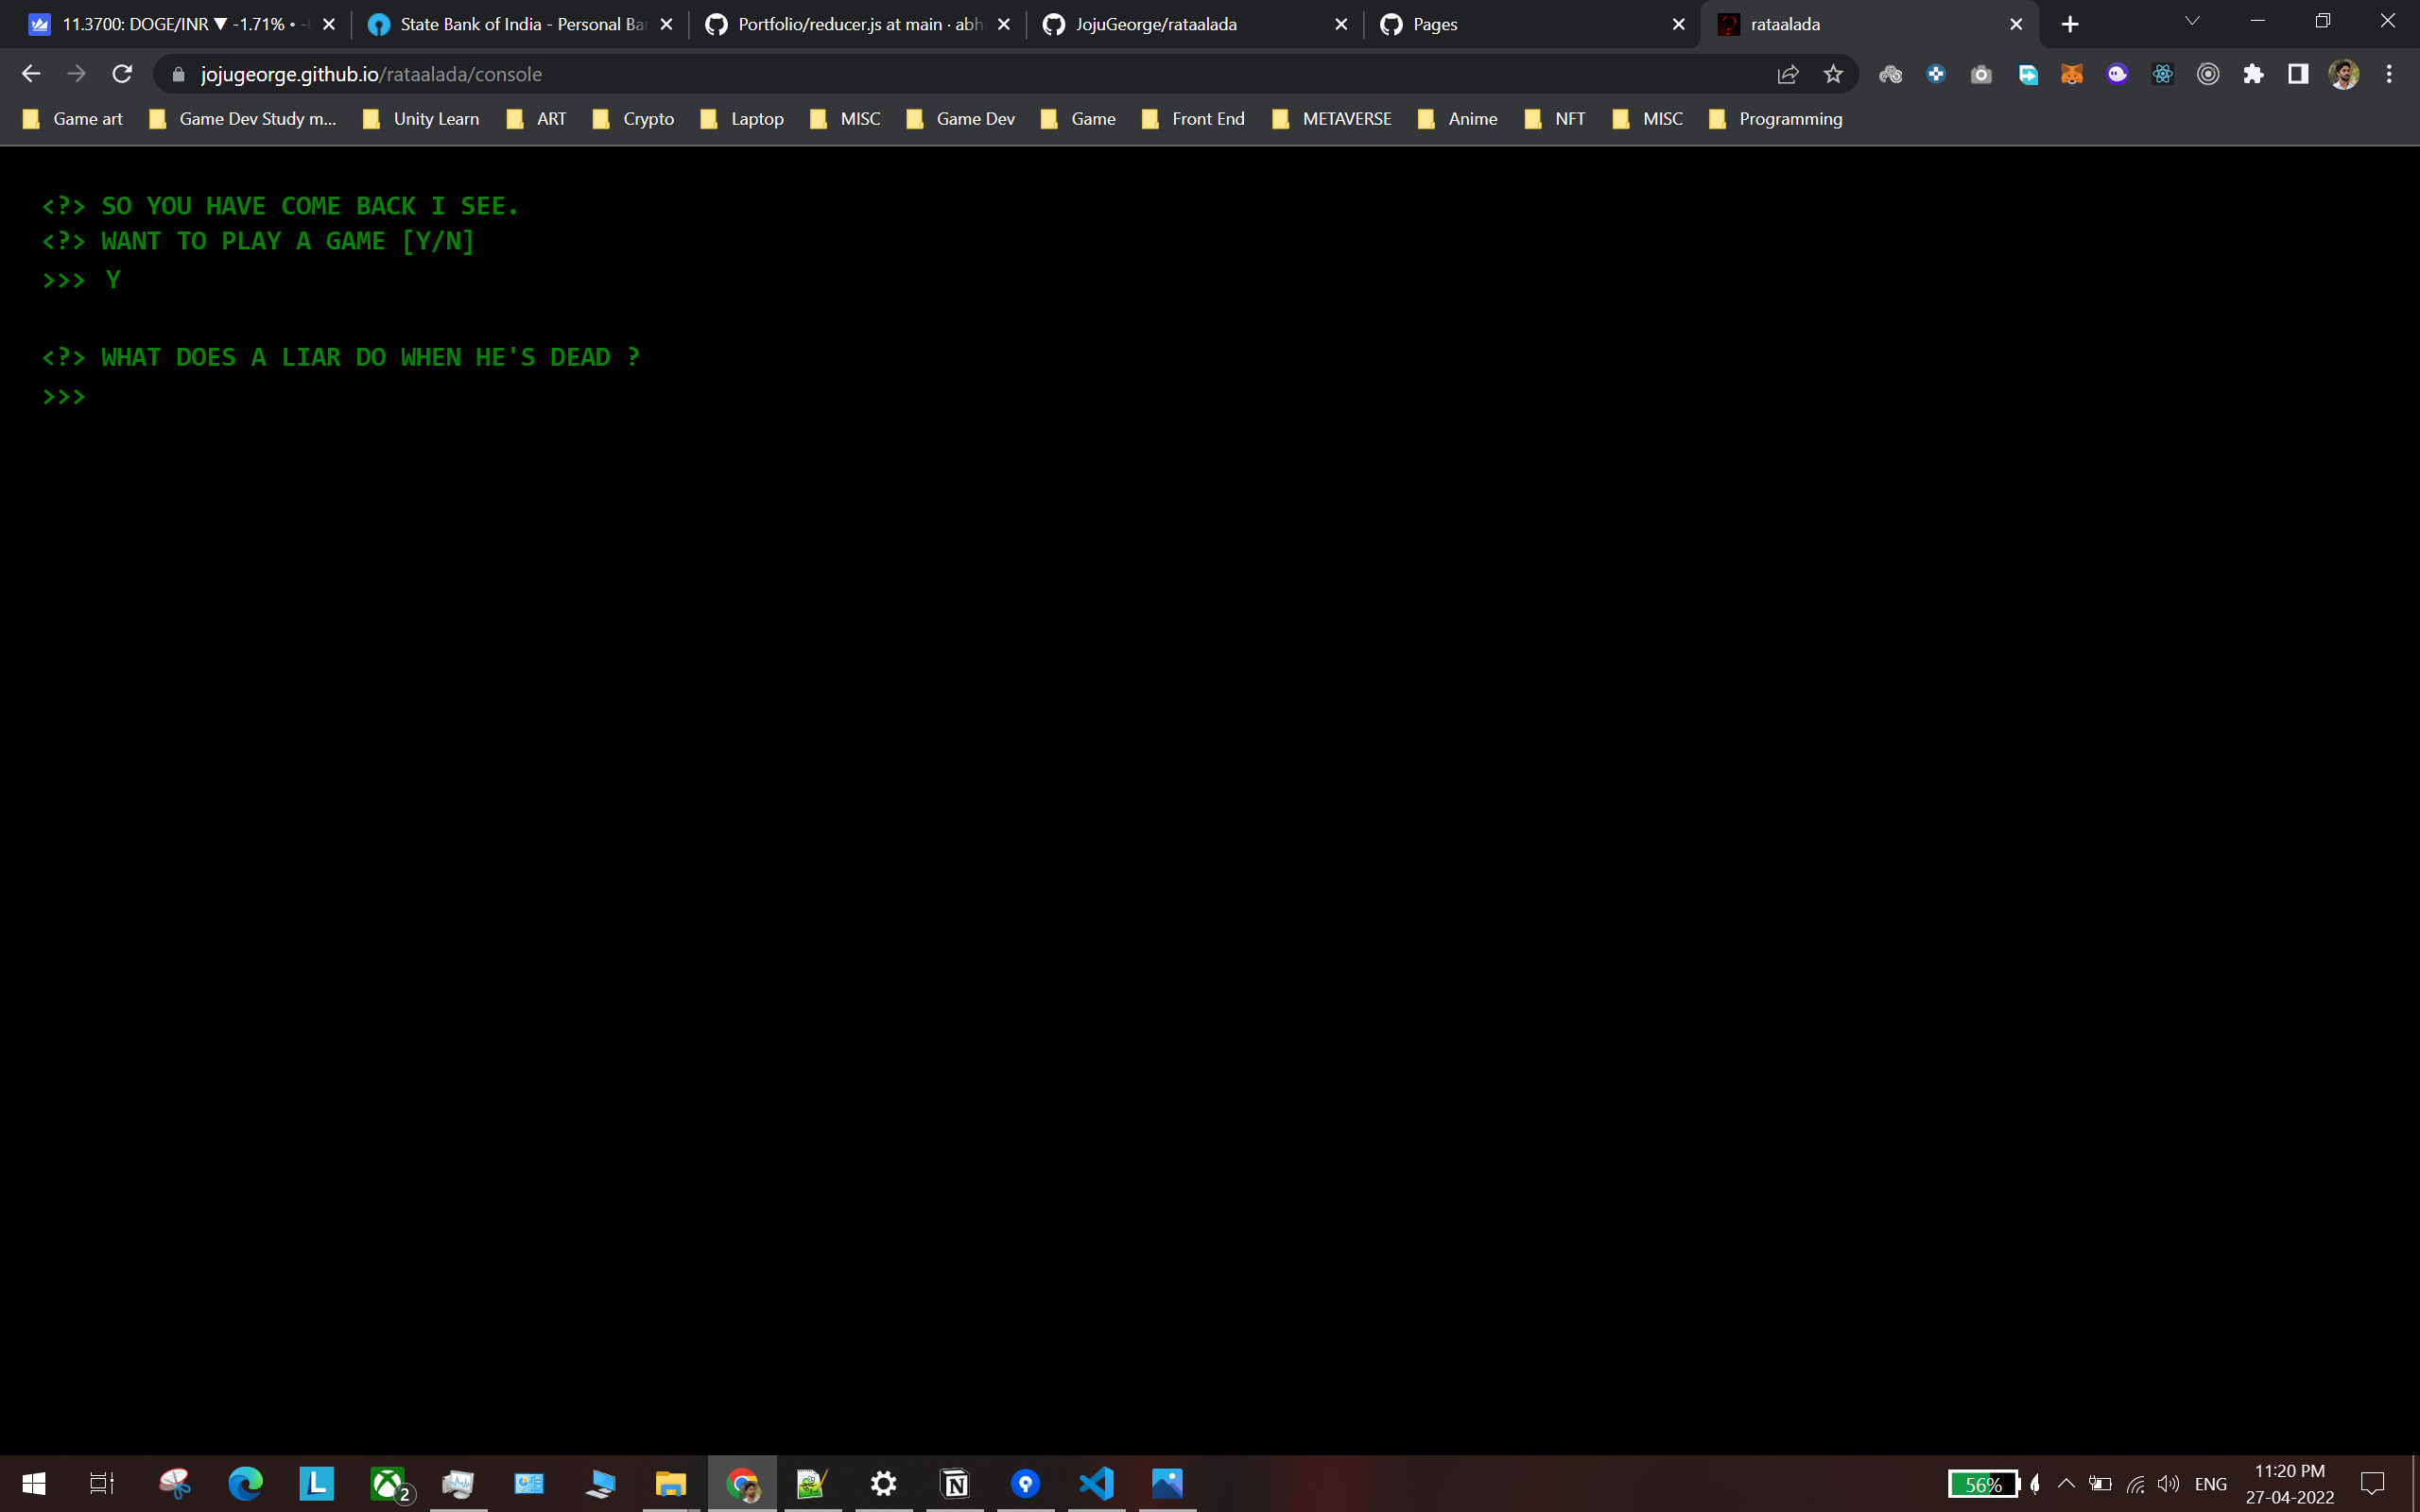 11.3700: DOGE/INR ▼ -1.71% •
State Bank of India - Personal Ba
Portfolio/reducer.js at main · abh
JojuGeorge/rataalada
Pages
rataalada
jojugeorge.github.io/rataalada/console
Game art
Game Dev Study m...
Unity Learn
ART
Crypto
Laptop
MISC
Game Dev
Game
Front End
METAVERSE
Anime
NFT
MISC
Programming
<?> SO YOU HAVE COME BACK I SEE.
<?> WANT TO PLAY A GAME [Y/N]
>>> Y
<?> WHAT DOES A LIAR DO WHEN HE'S DEAD ?
>>>
L
2
N
56%
ENG
11:20 PM
27-04-2022